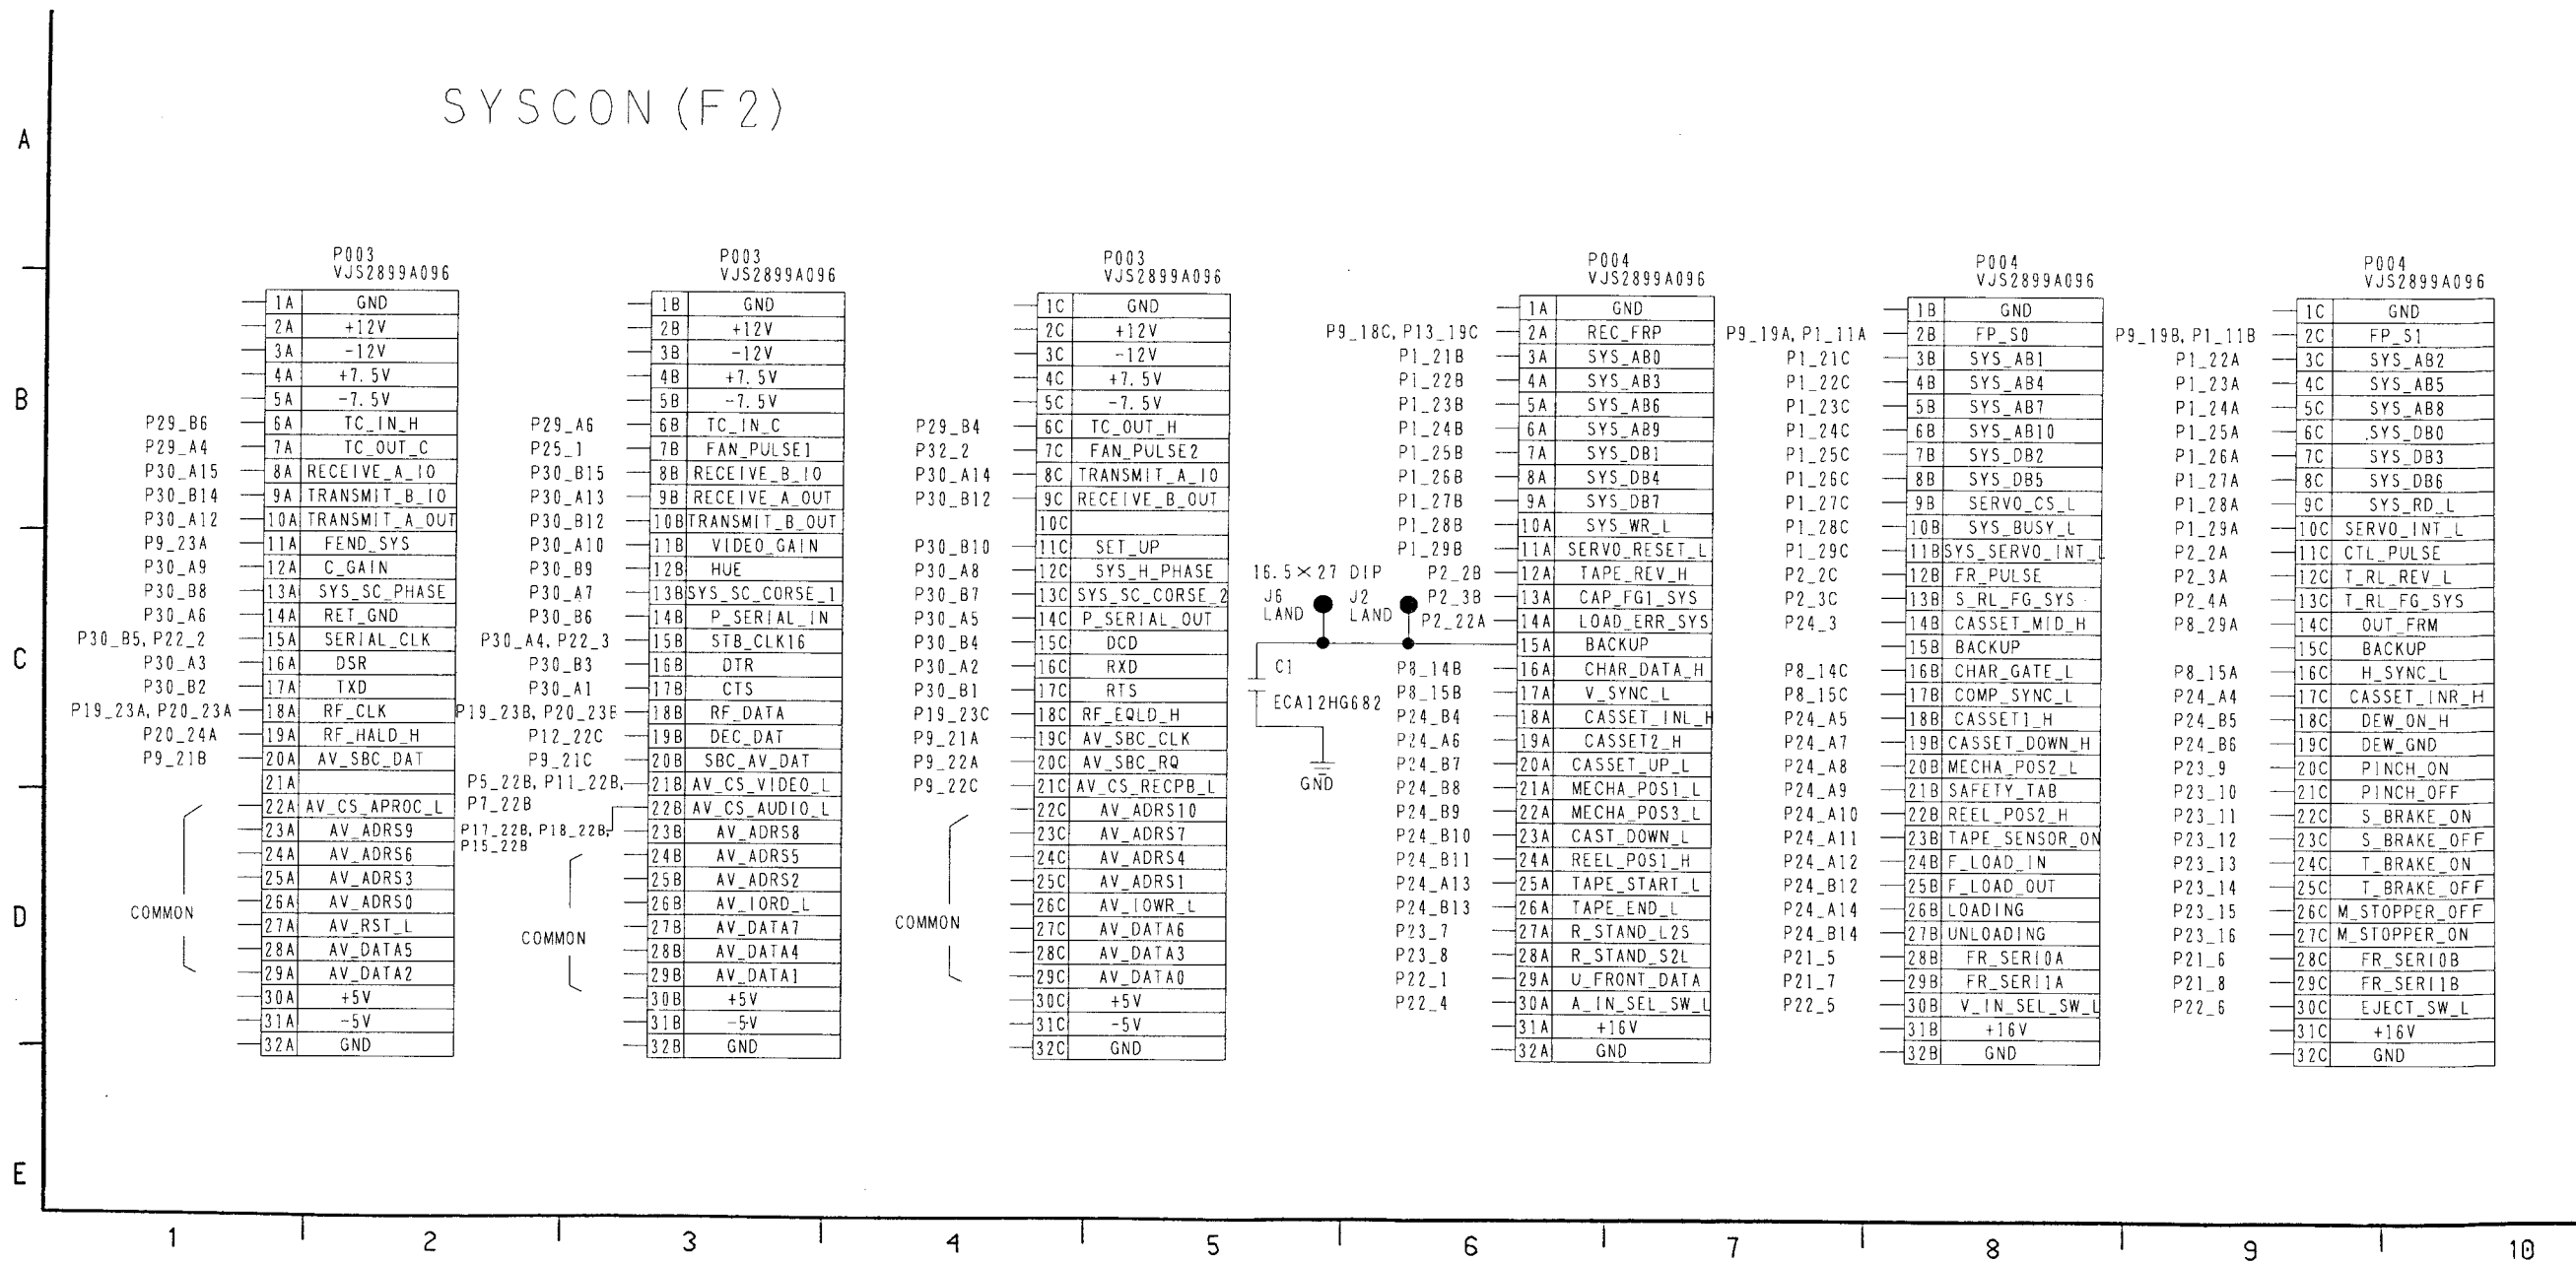 SYSCON (F2)
A
B
C
D
E
P003
VJS2899A096
1A GND
2A +12V
3A -12V
4A +7.5V
5A -7.5V
P29_B6 6A TC_IN_H
P29_A4 7A TC_OUT_C
P30_A15 8A RECEIVE_A_IO
P30_B14 9A TRANSMIT_B_IO
P30_A12 10A TRANSMIT_A_OUT
P9_23A 11A FEND_SYS
P30_A9 12A C_GAIN
P30_B8 13A SYS_SC_PHASE
P30_A6 14A RET_GND
P30_B5, P22_2 15A SERIAL_CLK
P30_A3 16A DSR
P30_B2 17A TXD
P19_23A, P20_23A 18A RF_CLK
P20_24A 19A RF_HALD_H
P9_21B 20A AV_SBC_DAT
21A
22A AV_CS_APROC_L
23A AV_ADRS9
24A AV_ADRS6
25A AV_ADRS3
COMMON 26A AV_ADRS0
27A AV_RST_L
28A AV_DATA5
29A AV_DATA2
30A +5V
31A -5V
32A GND
P003
VJS2899A096
1B GND
2B +12V
3B -12V
4B +7.5V
5B -7.5V
P29_A6 6B TC_IN_C
P25_1 7B FAN_PULSE1
P30_B15 8B RECEIVE_B_IO
P30_A13 9B RECEIVE_A_OUT
P30_B12 10B TRANSMIT_B_OUT
P30_A10 11B VIDEO_GAIN
P30_B9 12B HUE
P30_A7 13B SYS_SC_CORSE_1
P30_B6 14B P_SERIAL_IN
P30_A4, P22_3 15B STB_CLK16
P30_B3 16B DTR
P30_A1 17B CTS
P19_23B, P20_23B 18B RF_DATA
P12_22C 19B DEC_DAT
P9_21C 20B SBC_AV_DAT
P5_22B, P11_22B, 21B AV_CS_VIDEO_L
P7_22B 22B AV_CS_AUDIO_L
P17_22B, P18_22B, 23B AV_ADRS8
P15_22B 24B AV_ADRS5
25B AV_ADRS2
26B AV_IORD_L
COMMON 27B AV_DATA7
28B AV_DATA4
29B AV_DATA1
30B +5V
31B -5V
32B GND
P003
VJS2899A096
1C GND
2C +12V
3C -12V
4C +7.5V
5C -7.5V
P29_B4 6C TC_OUT_H
P32_2 7C FAN_PULSE2
P30_A14 8C TRANSMIT_A_IO
P30_B12 9C RECEIVE_B_OUT
10C
P30_B10 11C SET_UP
P30_A8 12C SYS_H_PHASE
P30_B7 13C SYS_SC_CORSE_2
P30_A5 14C P_SERIAL_OUT
P30_B4 15C DCD
P30_A2 16C RXD
P30_B1 17C RTS
P19_23C 18C RF_EQLD_H
P9_21A 19C AV_SBC_CLK
P9_22A 20C AV_SBC_RQ
P9_22C 21C AV_CS_RECPB_L
22C AV_ADRS10
23C AV_ADRS7
24C AV_ADRS4
25C AV_ADRS1
COMMON 26C AV_IOWR_L
27C AV_DATA6
28C AV_DATA3
29C AV_DATA0
30C +5V
31C -5V
32C GND
16.5×27 DIP
J6 J2
LAND LAND
C1
ECA12HG682
GND
P004
VJS2899A096
1A GND
P9_18C, P13_19C 2A REC_FRP
P1_21B 3A SYS_AB0
P1_22B 4A SYS_AB3
P1_23B 5A SYS_AB6
P1_24B 6A SYS_AB9
P1_25B 7A SYS_DB1
P1_26B 8A SYS_DB4
P1_27B 9A SYS_DB7
P1_28B 10A SYS_WR_L
P1_29B 11A SERVO_RESET_L
P2_2B 12A TAPE_REV_H
P2_3B 13A CAP_FG1_SYS
P2_22A 14A LOAD_ERR_SYS
15A BACKUP
P8_14B 16A CHAR_DATA_H
P8_15B 17A V_SYNC_L
P24_B4 18A CASSET_INL_H
P24_A6 19A CASSET2_H
P24_B7 20A CASSET_UP_L
P24_B8 21A MECHA_POS1_L
P24_B9 22A MECHA_POS3_L
P24_B10 23A CAST_DOWN_L
P24_B11 24A REEL_POS1_H
P24_A13 25A TAPE_START_L
P24_B13 26A TAPE_END_L
P23_7 27A R_STAND_L2S
P23_8 28A R_STAND_S2L
P22_1 29A U_FRONT_DATA
P22_4 30A A_IN_SEL_SW_L
31A +16V
32A GND
P004
VJS2899A096
1B GND
P9_19A, P1_11A 2B FP_S0
P1_21C 3B SYS_AB1
P1_22C 4B SYS_AB4
P1_23C 5B SYS_AB7
P1_24C 6B SYS_AB10
P1_25C 7B SYS_DB2
P1_26C 8B SYS_DB5
P1_27C 9B SERVO_CS_L
P1_28C 10B SYS_BUSY_L
P1_29C 11B SYS_SERVO_INT_L
P2_2C 12B FR_PULSE
P2_3C 13B S_RL_FG_SYS
P24_3 14B CASSET_MID_H
15B BACKUP
P8_14C 16B CHAR_GATE_L
P8_15C 17B COMP_SYNC_L
P24_A5 18B CASSET1_H
P24_A7 19B CASSET_DOWN_H
P24_A8 20B MECHA_POS2_L
P24_A9 21B SAFETY_TAB
P24_A10 22B REEL_POS2_H
P24_A11 23B TAPE_SENSOR_ON
P24_A12 24B F_LOAD_IN
P24_B12 25B F_LOAD_OUT
P24_A14 26B LOADING
P24_B14 27B UNLOADING
P21_5 28B FR_SERI0A
P21_7 29B FR_SERI1A
P22_5 30B V_IN_SEL_SW_L
31B +16V
32B GND
P004
VJS2899A096
1C GND
P9_19B, P1_11B 2C FP_S1
P1_22A 3C SYS_AB2
P1_23A 4C SYS_AB5
P1_24A 5C SYS_AB8
P1_25A 6C SYS_DB0
P1_26A 7C SYS_DB3
P1_27A 8C SYS_DB6
P1_28A 9C SYS_RD_L
P1_29A 10C SERVO_INT_L
P2_2A 11C CTL_PULSE
P2_3A 12C T_RL_REV_L
P2_4A 13C T_RL_FG_SYS
P8_29A 14C OUT_FRM
15C BACKUP
P8_15A 16C H_SYNC_L
P24_A4 17C CASSET_INR_H
P24_B5 18C DEW_ON_H
P24_B6 19C DEW_GND
P23_9 20C PINCH_ON
P23_10 21C PINCH_OFF
P23_11 22C S_BRAKE_ON
P23_12 23C S_BRAKE_OFF
P23_13 24C T_BRAKE_ON
P23_14 25C T_BRAKE_OFF
P23_15 26C M_STOPPER_OFF
P23_16 27C M_STOPPER_ON
P21_6 28C FR_SERI0B
P21_8 29C FR_SERI1B
P22_6 30C EJECT_SW_L
31C +16V
32C GND
1 2 3 4 5 6 7 8 9 10